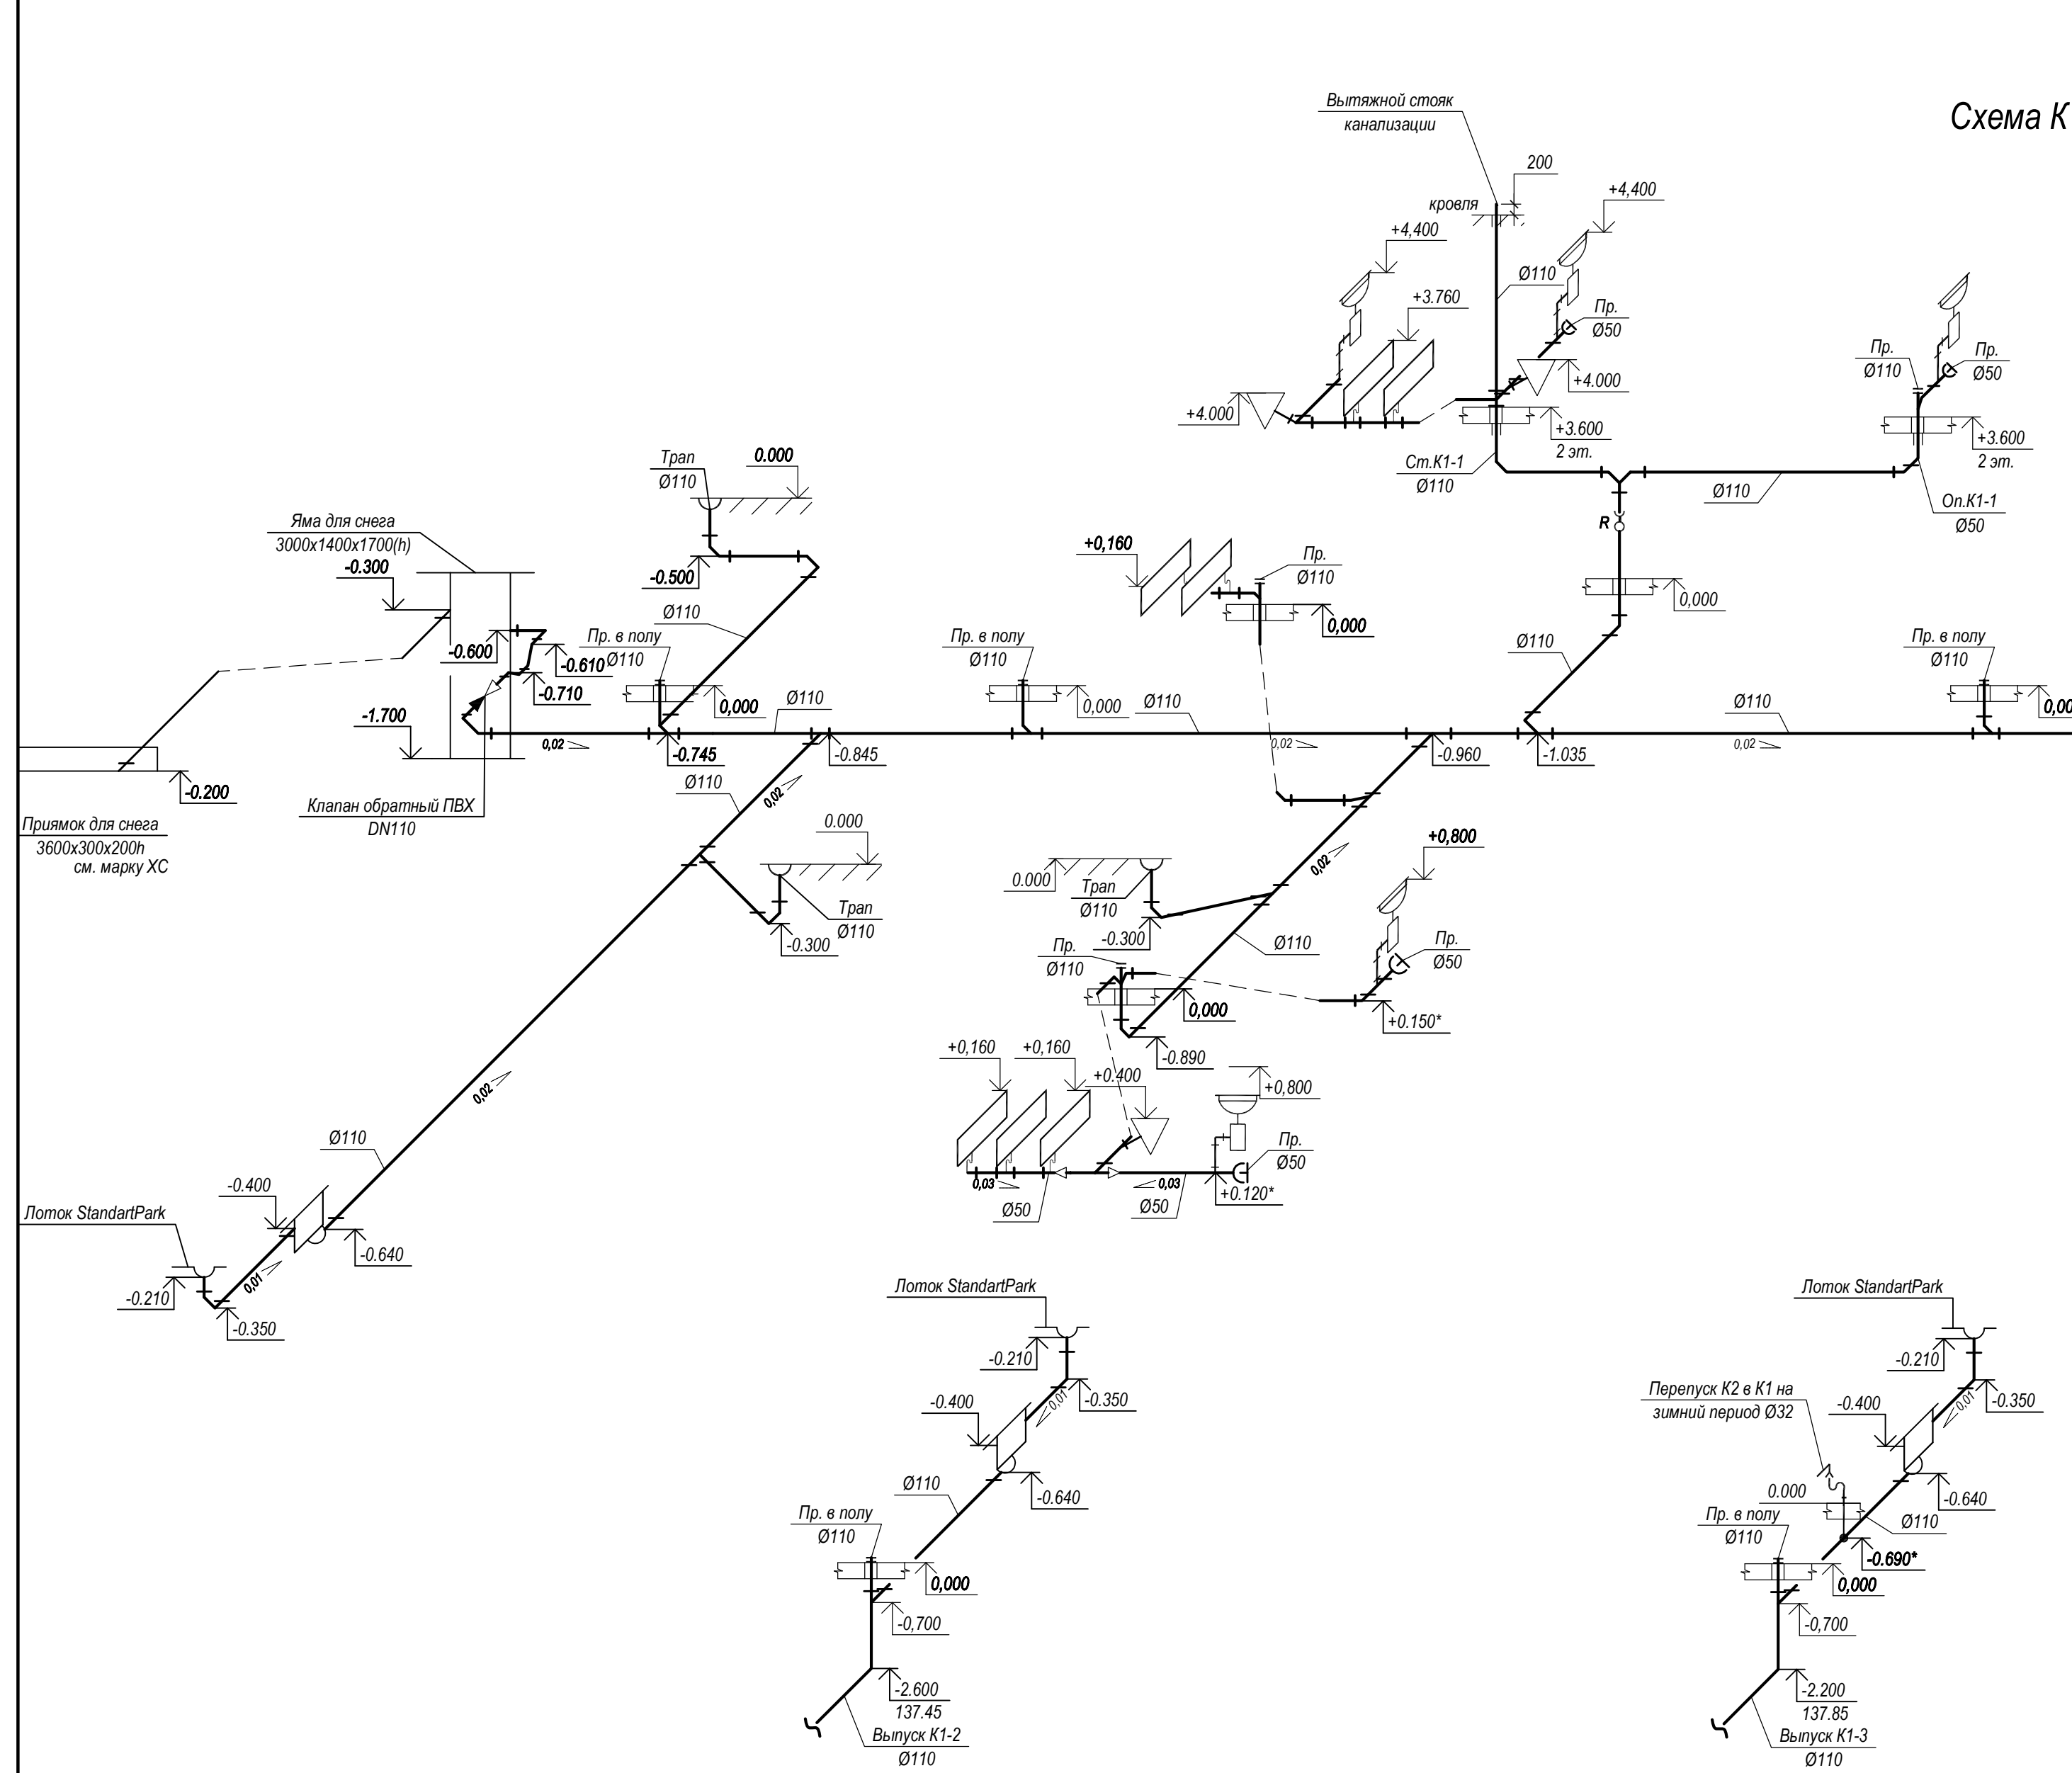 Схема К
Вытяжной стояк
канализации
200
кровля
+4,400
+4,400
+3.760
Ø110
Пр.
Ø50
+4.000
+4.000
+3.600
2 эт.
Ст.К1-1
Ø110
Пр.
Ø110
Пр.
Ø50
+3.600
2 эт.
Ø110
Оп.К1-1
Ø50
R
0,000
Ø110
Трап
Ø110
0.000
-0.500
Ø110
Яма для снега
3000х1400х1700(h)
-0.300
-0.600
-0.610
-0.710
-1.700
Пр. в полу
Ø110
0,000
Ø110
0,02
-0.745
-0.845
Пр. в полу
Ø110
0,000
Ø110
+0,160
Пр.
Ø110
0,000
0,02
-0.960
-1.035
Ø110
0,02
Пр. в полу
Ø110
0,00
-0.200
Приямок для снега
3600х300х200h
см. марку ХС
Клапан обратный ПВХ
DN110
Ø110
0,02
0.000
Трап
Ø110
-0.300
0,02
Ø110
0.000
Трап
Ø110
-0.300
0,02
Ø110
+0,800
Пр.
Ø50
+0.150*
Пр.
Ø110
0,000
-0.890
+0,160
+0,160
+0.400
+0,800
Пр.
Ø50
+0.120*
0,03
Ø50
0,03
Ø50
Лоток StandartPark
-0.400
-0.640
-0.210
0,01
-0.350
Лоток StandartPark
-0.210
-0.350
0,01
-0.400
-0.640
Ø110
Пр. в полу
Ø110
0,000
-0,700
-2.600
137.45
Выпуск К1-2
Ø110
Лоток StandartPark
-0.210
-0.350
0,01
Перепуск К2 в К1 на
зимний период Ø32
-0.400
-0.640
0.000
Ø110
-0.690*
Пр. в полу
Ø110
0,000
-0,700
-2.200
137.85
Выпуск К1-3
Ø110